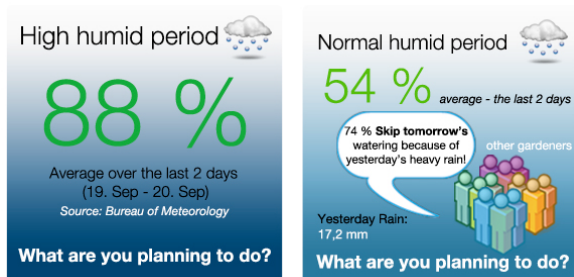 High humid period
88 %
Average over the last 2 days
(19. Sep - 20. Sep)
Source: Bureau of Meteorology
What are you planning to do?
Normal humid period
54 % average - the last 2 days
74 % Skip tomorrow's
watering because of
yesterday's heavy rain!
other gardeners
Yesterday Rain:
17,2 mm
What are you planning to do?